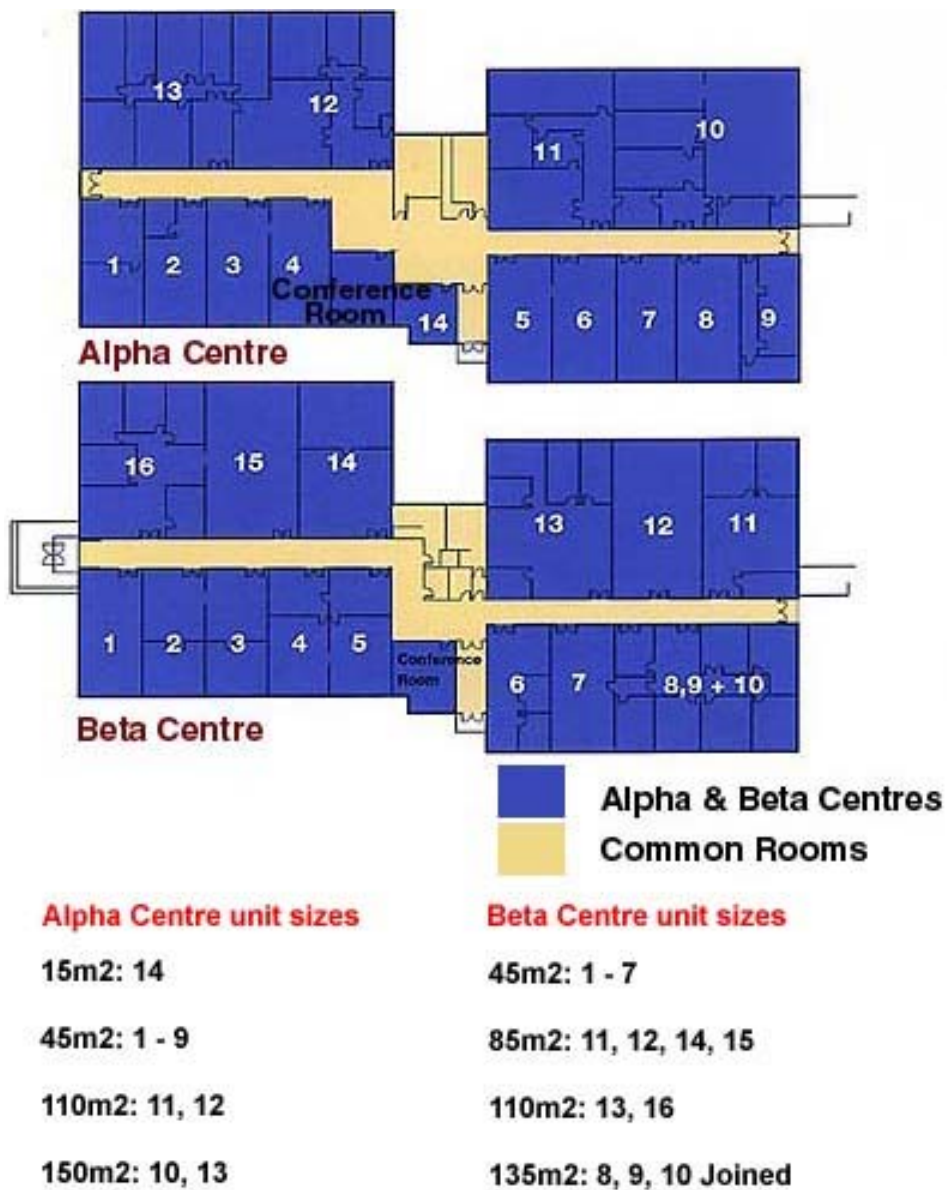 13
12
11
10
1
2
3
4
Conference
Room
14
5
6
7
8
9
Alpha Centre
16
15
14
13
12
11
1
2
3
4
5
Conference
Room
6
7
8,9 + 10
Beta Centre
Alpha & Beta Centres
Common Rooms
Alpha Centre unit sizes
15m2: 14
45m2: 1 - 9
110m2: 11, 12
150m2: 10, 13
Beta Centre unit sizes
45m2: 1 - 7
85m2: 11, 12, 14, 15
110m2: 13, 16
135m2: 8, 9, 10 Joined